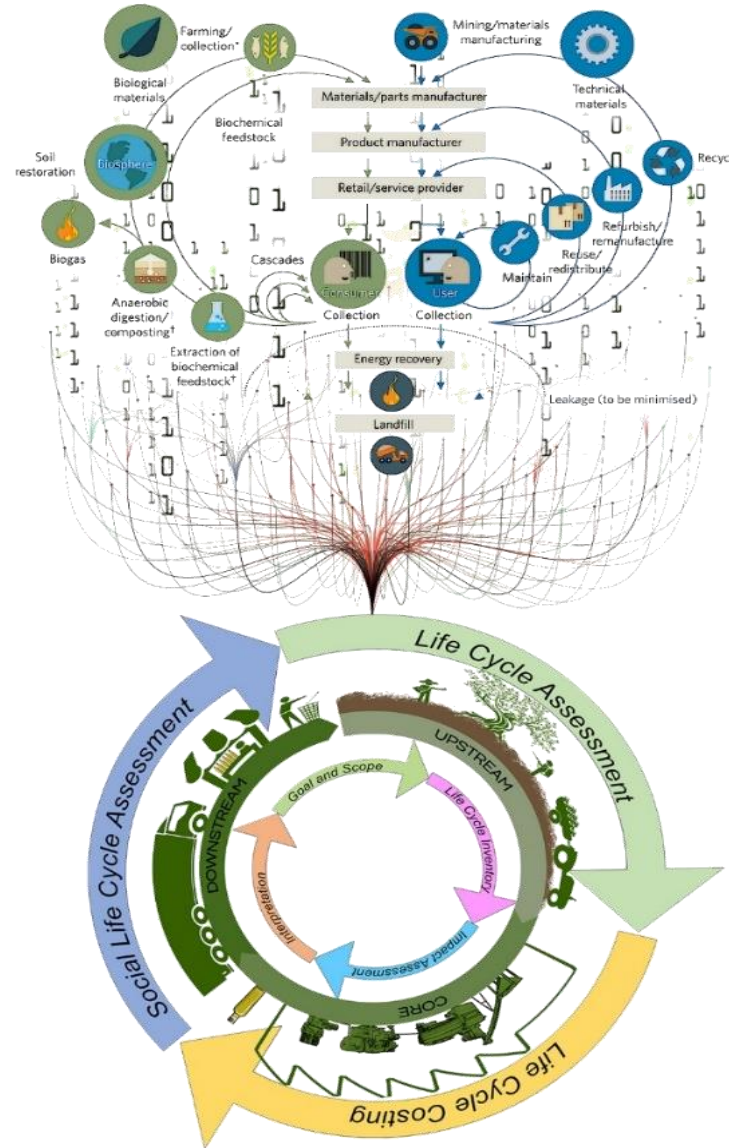 Farming/
collection*
Biological
materials
Mining/materials
manufacturing
Technical
materials
Materials/parts manufacturer
Biochemical
feedstock
Product manufacturer
Soil
restoration
Biosphere
Recyc
Retail/service provider
Refurbish/
remanufacture
Biogas
Cascades
Reuse/
redistribute
Maintain
Consumer
User
Anaerobic
digestion/
composting†
Collection
Collection
Extraction of
biochemical
feedstock†
Energy recovery
Leakage (to be minimised)
Landfill
Life Cycle Assessment
Social Life Cycle Assessment
Life Cycle Costing
UPSTREAM
DOWNSTREAM
CORE
Goal and Scope
Life Cycle Inventory
Impact Assessment
Interpretation